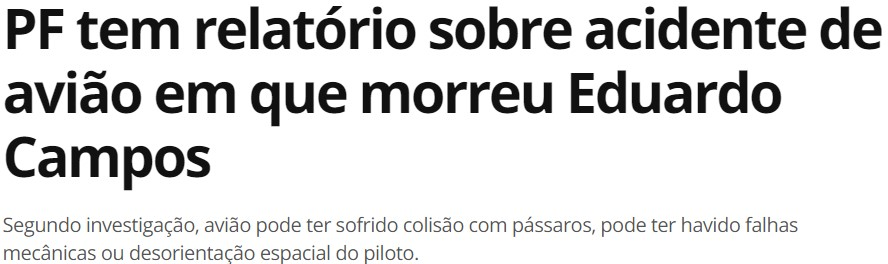 PF tem relatório sobre acidente de
avião em que morreu Eduardo
Campos
Segundo investigação, avião pode ter sofrido colisão com pássaros, pode ter havido falhas
mecânicas ou desorientação espacial do piloto.